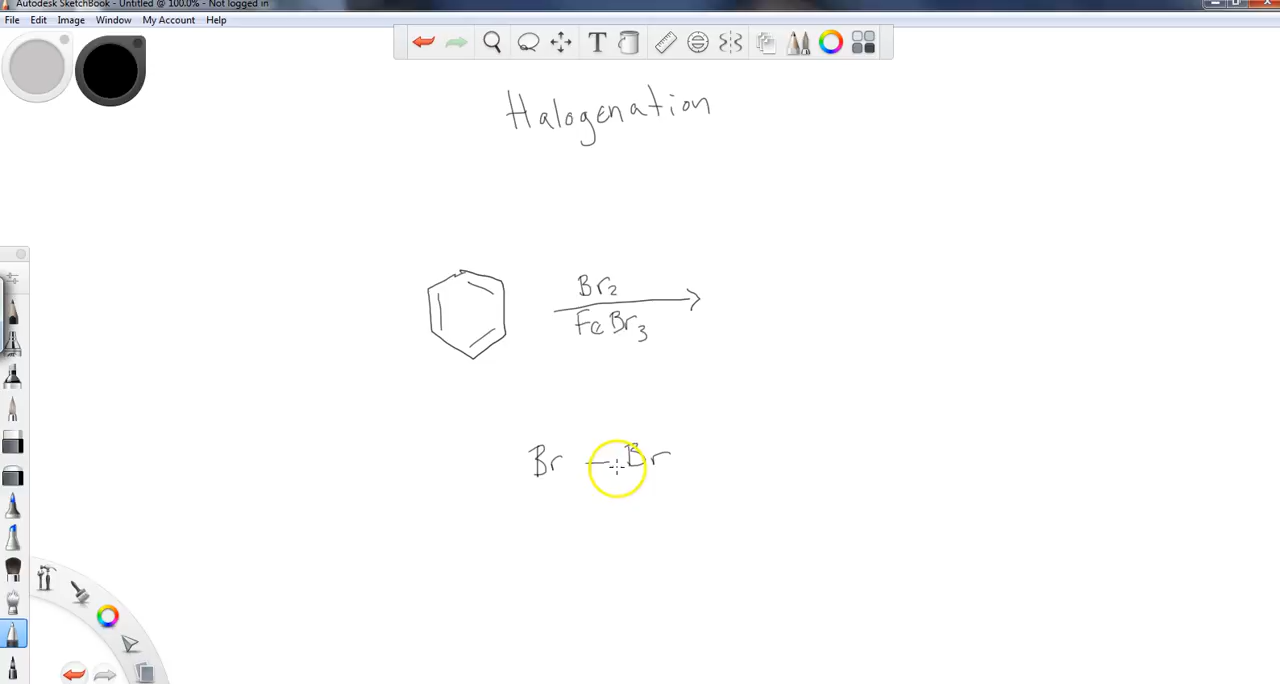 Autodesk SketchBook - Untitled @ 100.0% - Not logged in
File Edit Image Window My Account Help
T
Halogenation
Br2
FeBr3
Br — Br